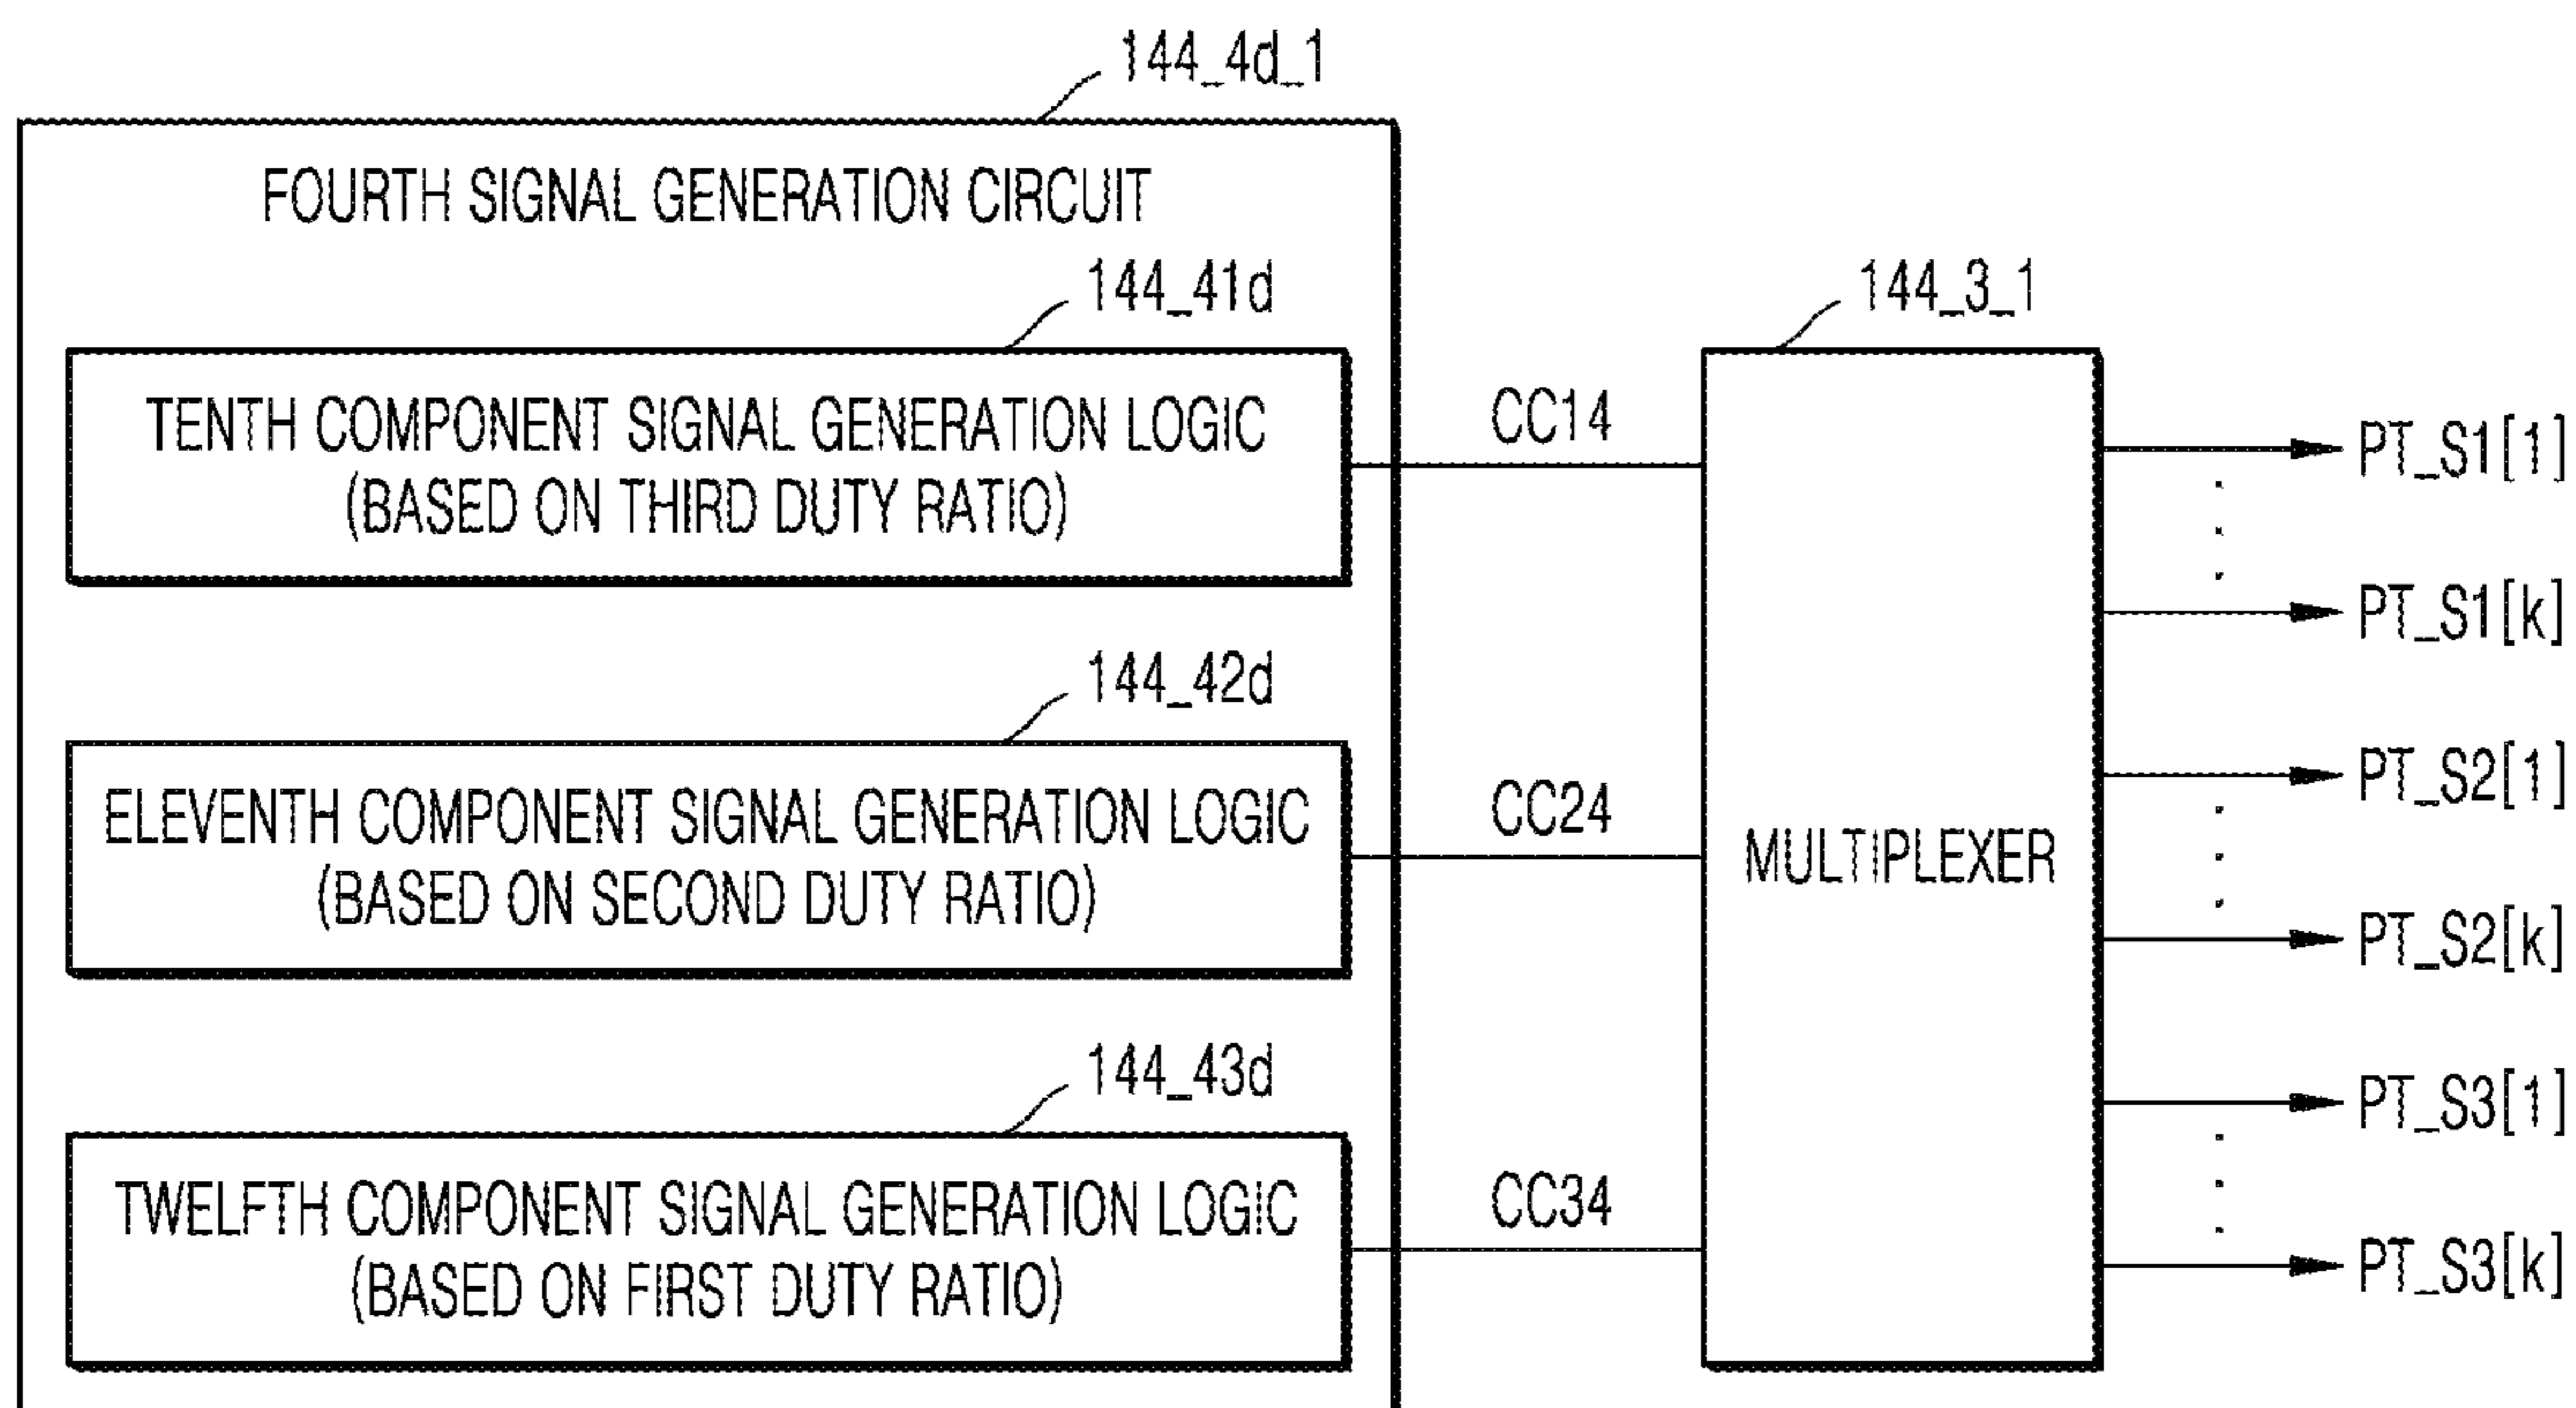 144_4d_1
FOURTH SIGNAL GENERATION CIRCUIT
144_41d
TENTH COMPONENT SIGNAL GENERATION LOGIC
(BASED ON THIRD DUTY RATIO)
CC14
144_3_1
MULTIPLEXER
PT_S1[1]
PT_S1[k]
144_42d
ELEVENTH COMPONENT SIGNAL GENERATION LOGIC
(BASED ON SECOND DUTY RATIO)
CC24
PT_S2[1]
PT_S2[k]
144_43d
TWELFTH COMPONENT SIGNAL GENERATION LOGIC
(BASED ON FIRST DUTY RATIO)
CC34
PT_S3[1]
PT_S3[k]